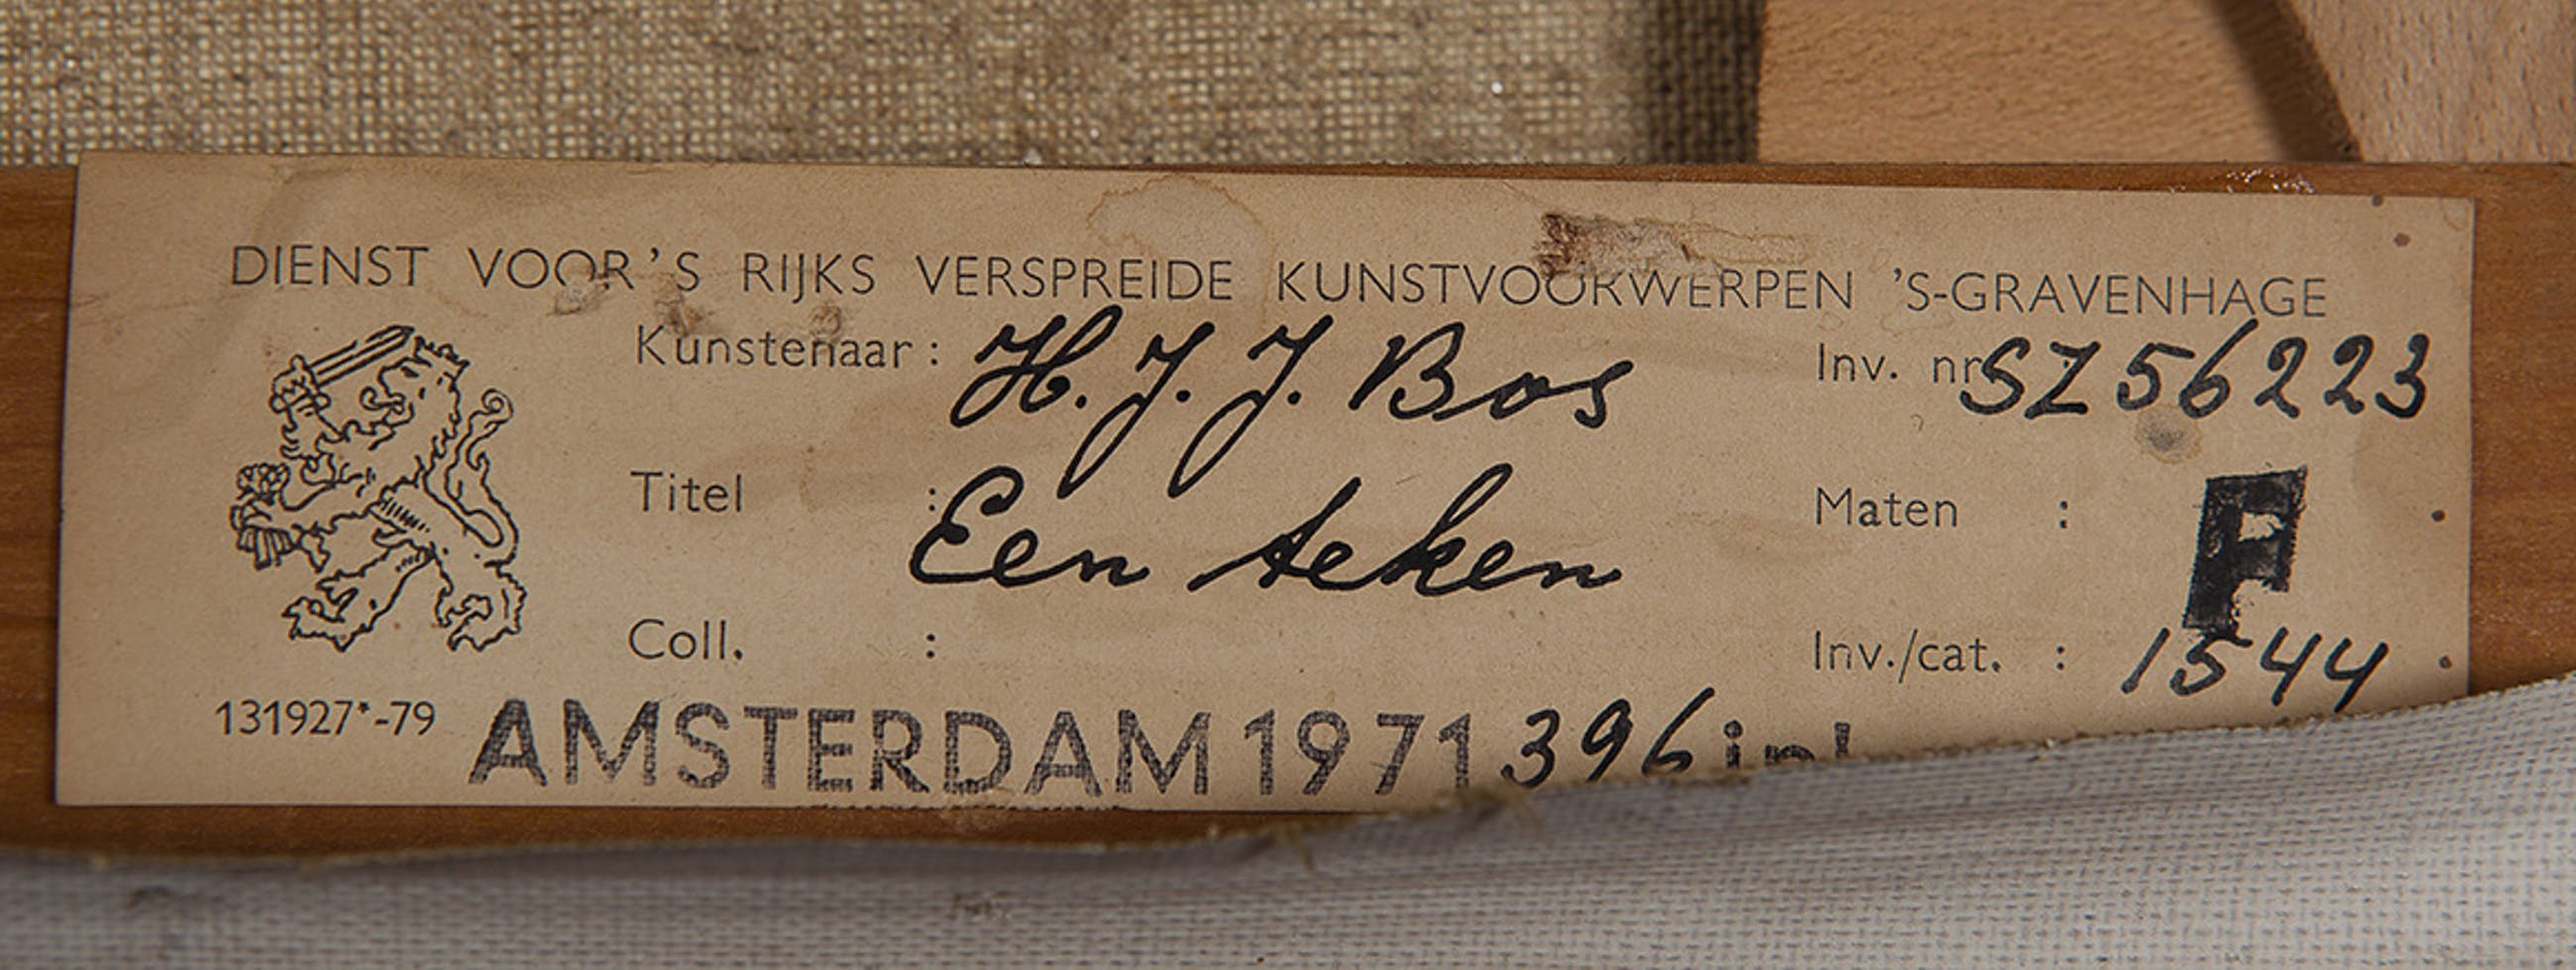 DIENST VOOR 'S RIJKS VERSPREIDE KUNSTVOORWERPEN 'S-GRAVENHAGE
Kunstenaar : H. J. J. Bos Inv. nr. SZ56223
Titel : Een teken Maten : F
Coll. : Inv./cat. : 1544
131927*-79 AMSTERDAM 1971 396